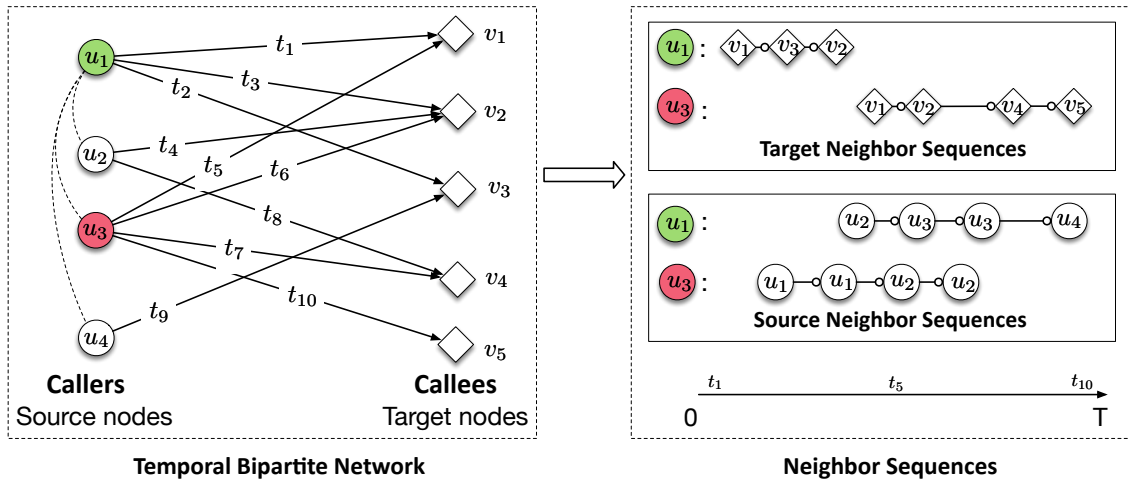 u₁
u₂
u₃
u₄
t₁
t₃
t₂
t₄
t₅
t₆
t₈
t₇
t₁₀
t₉
v₁
v₂
v₃
v₄
v₅
Callers
Source nodes
Callees
Target nodes
Temporal Bipartite Network
u₁ : v₁ v₃ v₂
u₃ : v₁ v₂ v₄ v₅
Target Neighbor Sequences
u₁ : u₂ u₃ u₃ u₄
u₃ : u₁ u₁ u₂ u₂
Source Neighbor Sequences
t₁ t₅ t₁₀
0 T
Neighbor Sequences